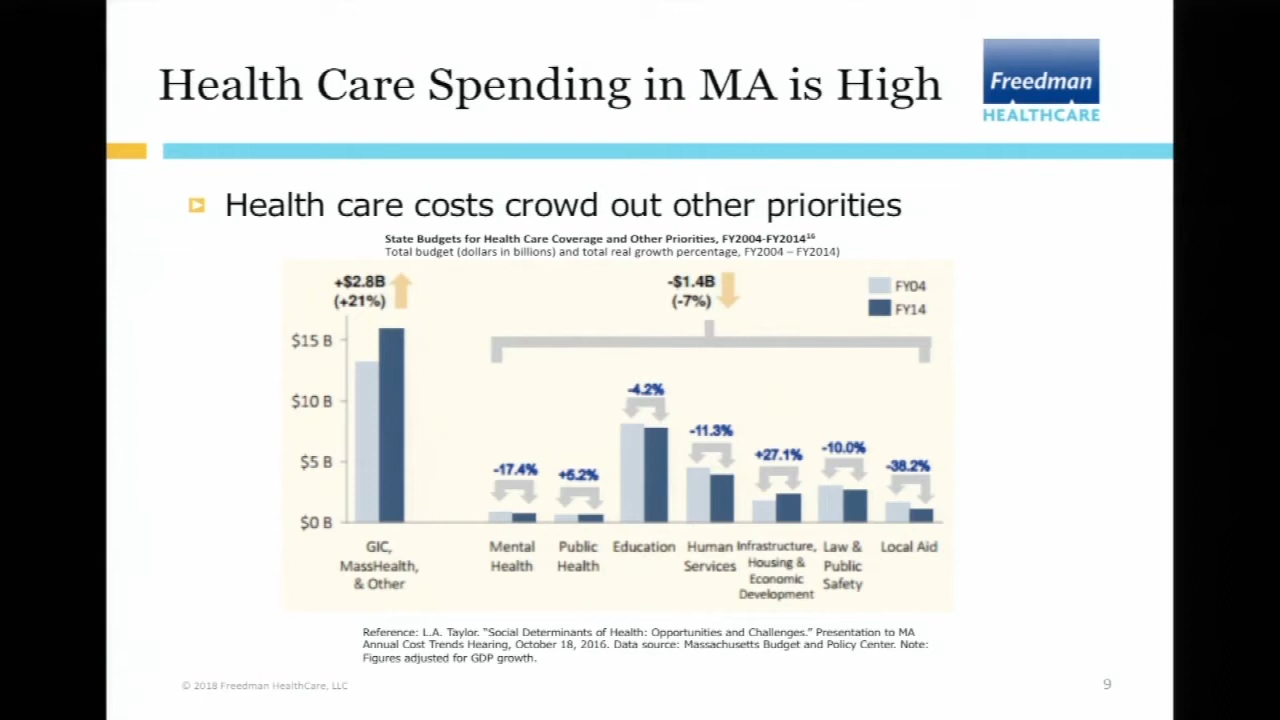 Health Care Spending in MA is High
Freedman
HEALTHCARE
Health care costs crowd out other priorities
State Budgets for Health Care Coverage and Other Priorities, FY2004-FY2014¹⁶
Total budget (dollars in billions) and total real growth percentage, FY2004 – FY2014)
+$2.8B
(+21%)
-$1.4B
(-7%)
FY04
FY14
$15 B
$10 B
$5 B
$0 B
-17.4%
+5.2%
-4.2%
-11.3%
+27.1%
-10.0%
-38.2%
GIC,
MassHealth,
& Other
Mental
Health
Public
Health
Education
Human
Services
Infrastructure,
Housing &
Economic
Development
Law &
Public
Safety
Local Aid
Reference: L.A. Taylor. "Social Determinants of Health: Opportunities and Challenges." Presentation to MA
Annual Cost Trends Hearing, October 18, 2016. Data source: Massachusetts Budget and Policy Center. Note:
Figures adjusted for GDP growth.
© 2018 Freedman HealthCare, LLC
9